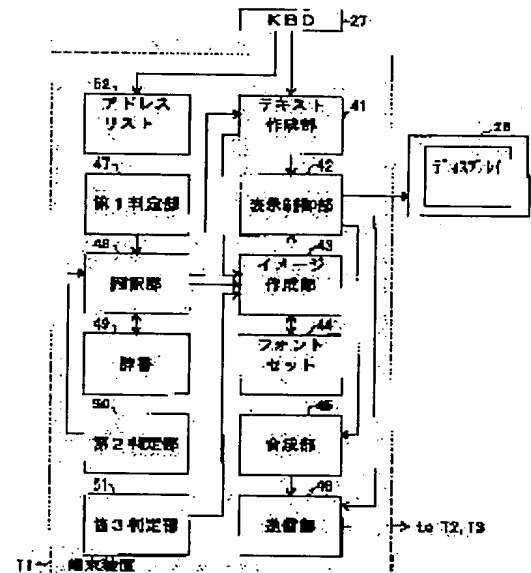 KBD
27
52
アドレス
リスト
テキスト
作成部
41
28
ディスプレイ
47
第1判定部
42
表示制御部
48
翻訳部
43
イメージ
作成部
49
辞書
44
フォント
セット
50
第2判定部
45
合成部
51
第3判定部
46
送信部
to T2,T3
T1
端末装置